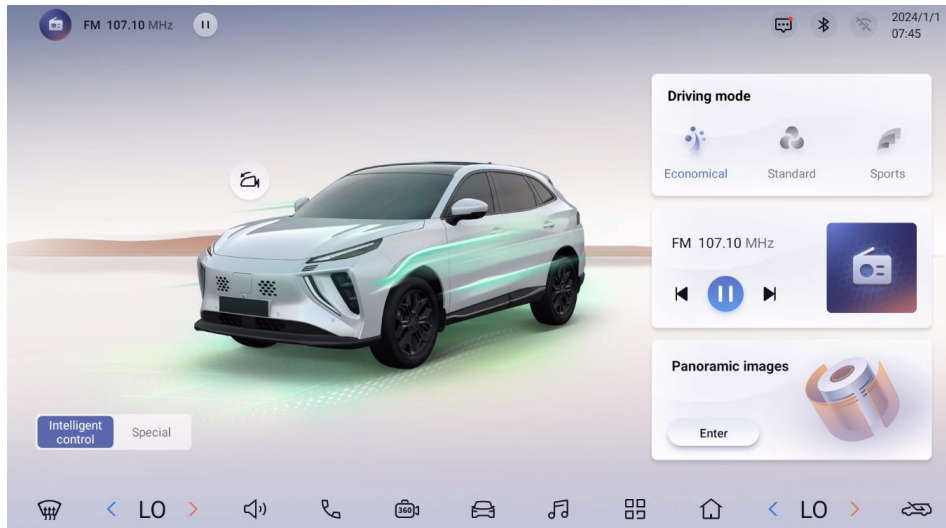 FM 107.10 MHz
2024/1/1
07:45
Driving mode
Economical
Standard
Sports
FM 107.10 MHz
Panoramic images
Enter
Intelligent
control
Special
LO
360
LO